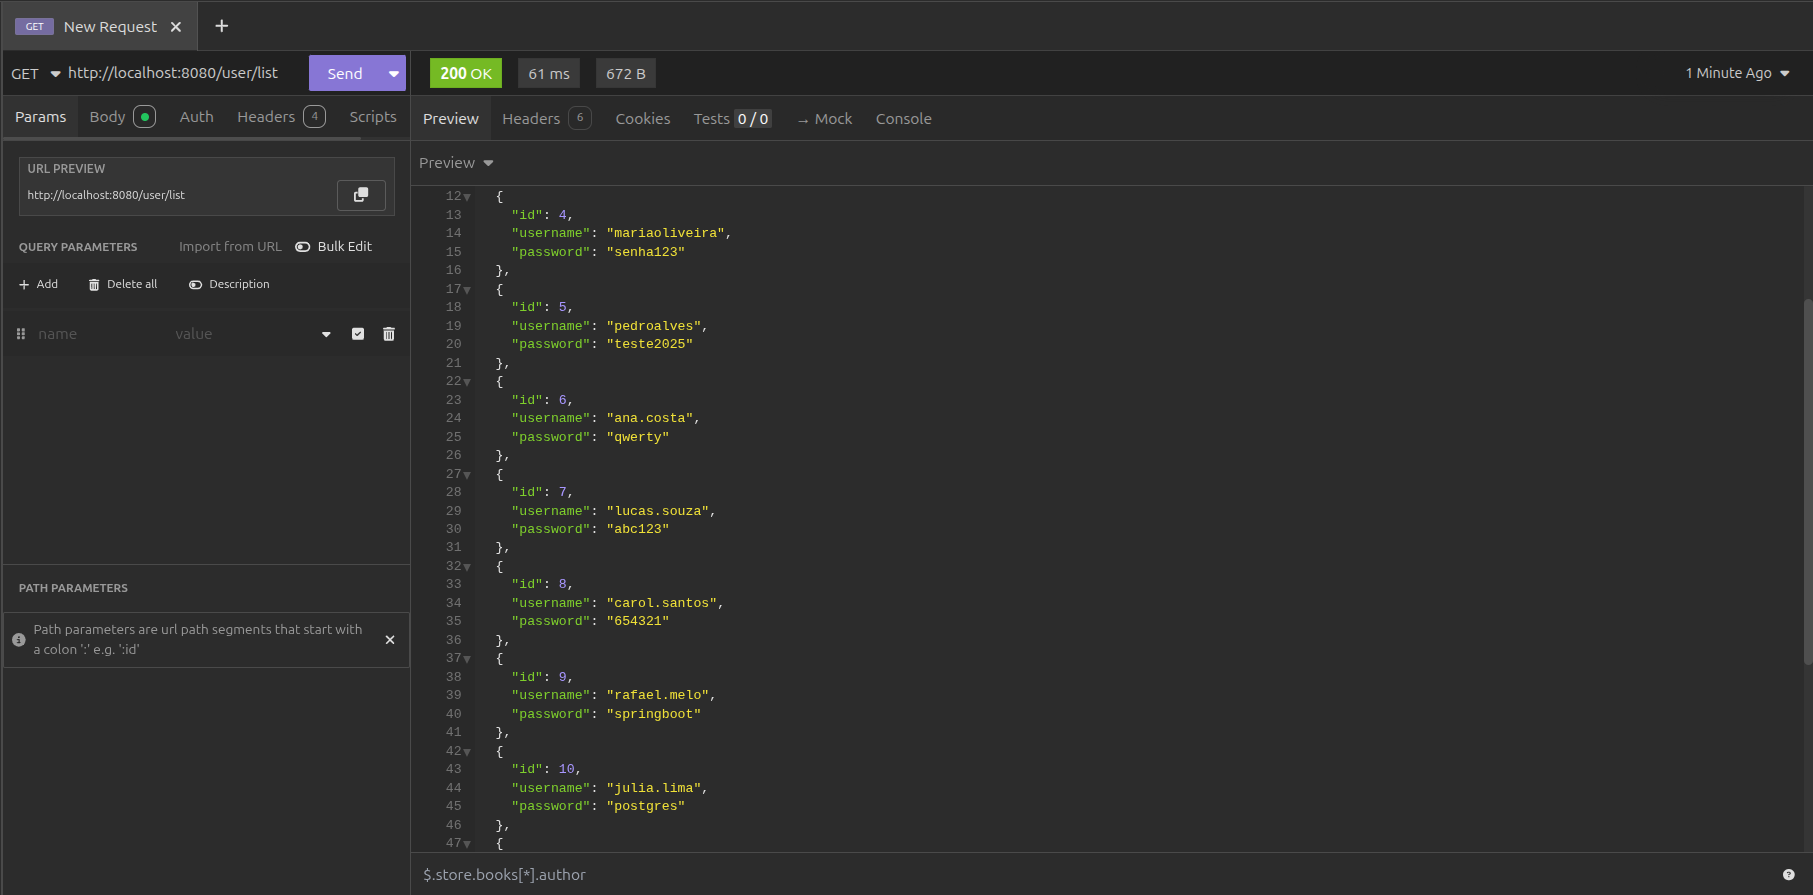 GET New Request
GET http://localhost:8080/user/list Send
200 OK 61 ms 672 B 1 Minute Ago
Params Body Auth Headers 4 Scripts
Preview Headers 6 Cookies Tests 0 / 0 → Mock Console
URL PREVIEW
http://localhost:8080/user/list
QUERY PARAMETERS Import from URL Bulk Edit
+ Add Delete all Description
name value
PATH PARAMETERS
Path parameters are url path segments that start with
a colon ':' e.g. ':id'
Preview
12 {
13 "id": 4,
14 "username": "mariaoliveira",
15 "password": "senha123"
16 },
17 {
18 "id": 5,
19 "username": "pedroalves",
20 "password": "teste2025"
21 },
22 {
23 "id": 6,
24 "username": "ana.costa",
25 "password": "qwerty"
26 },
27 {
28 "id": 7,
29 "username": "lucas.souza",
30 "password": "abc123"
31 },
32 {
33 "id": 8,
34 "username": "carol.santos",
35 "password": "654321"
36 },
37 {
38 "id": 9,
39 "username": "rafael.melo",
40 "password": "springboot"
41 },
42 {
43 "id": 10,
44 "username": "julia.lima",
45 "password": "postgres"
46 },
47 {
$.store.books[*].author